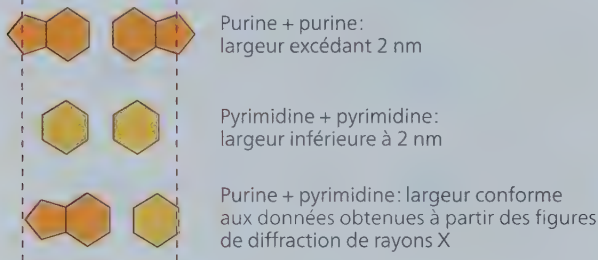 Purine + purine:
largeur excédant 2 nm
Pyrimidine + pyrimidine:
largeur inférieure à 2 nm
Purine + pyrimidine: largeur conforme
aux données obtenues à partir des figures
de diffraction de rayons X